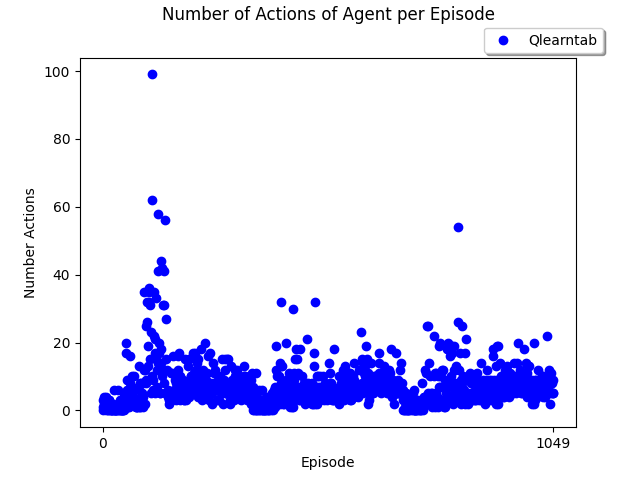 Number of Actions of Agent per Episode
Qlearntab
100
80
60
40
20
0
Number Actions
0
1049
Episode